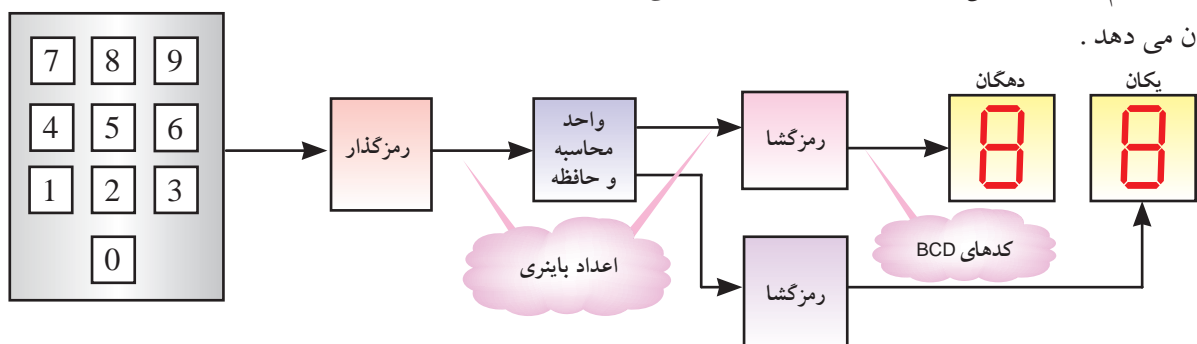 ن می دهد .
7 8 9
4 5 6
1 2 3
0
رمزگذار
واحد
محاسبه
و حافظه
رمزگشا
رمزگشا
دهگان
یکان
اعداد باینری
کدهای BCD